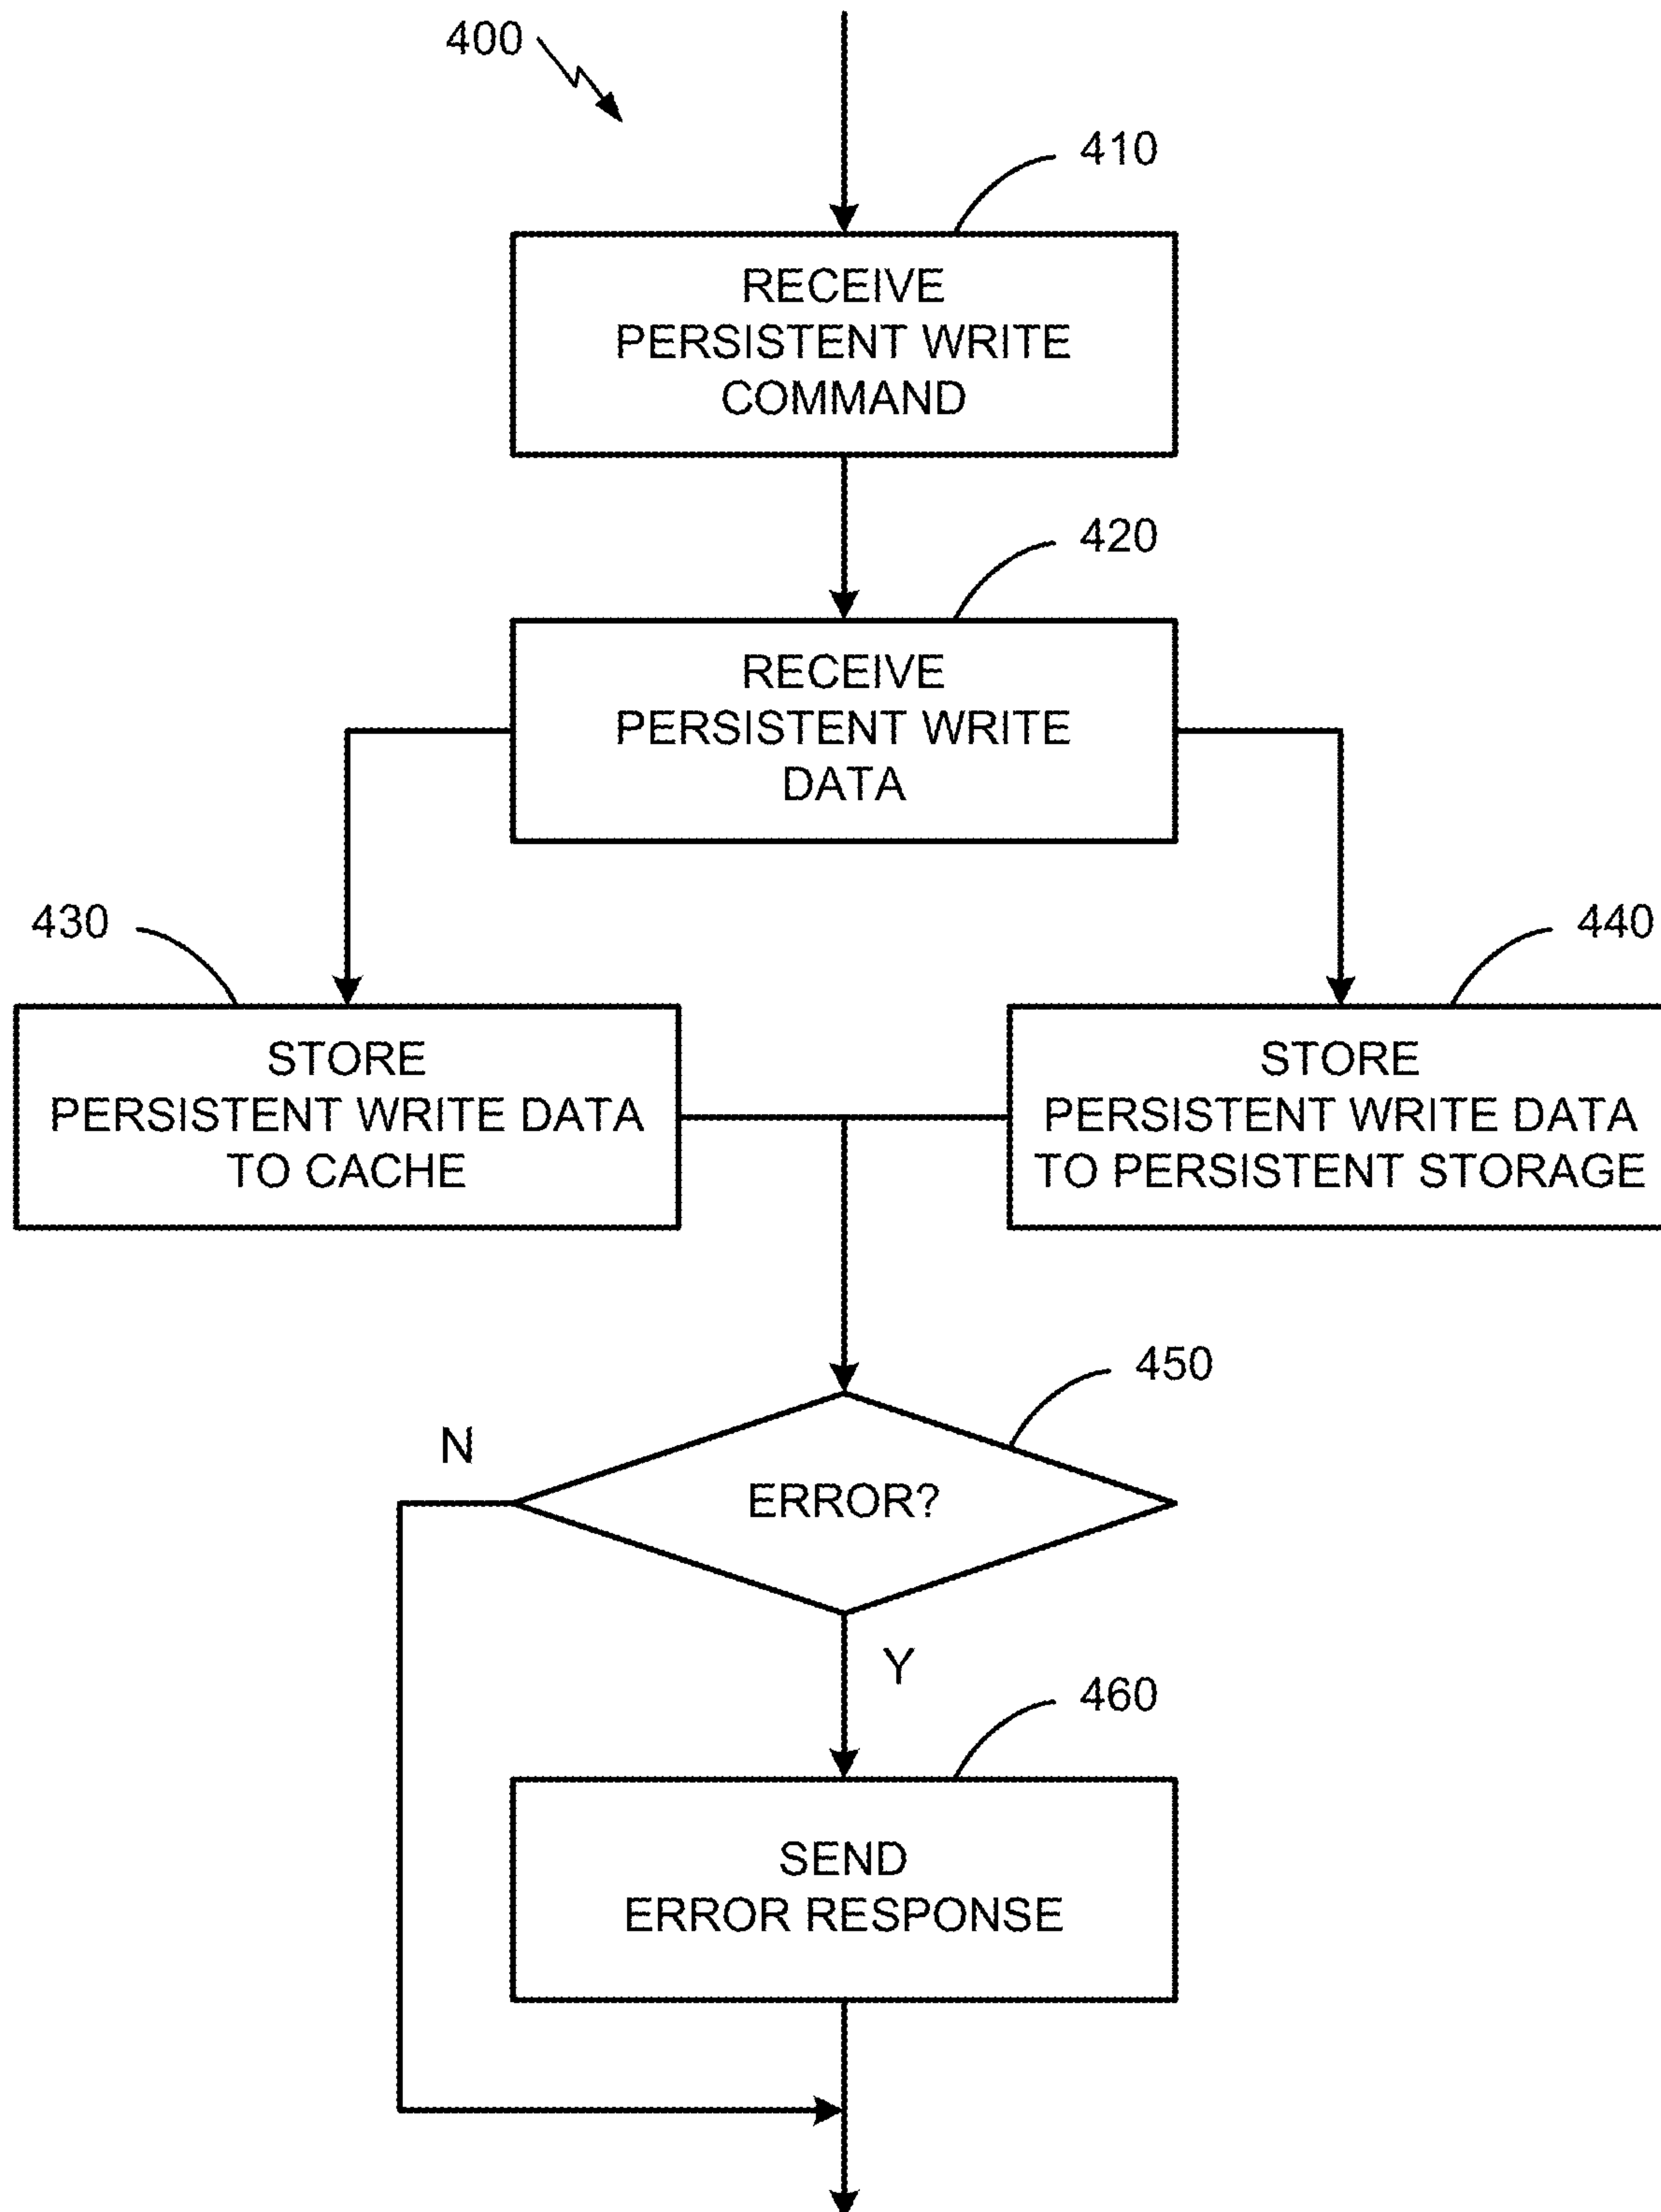 400
410
RECEIVE
PERSISTENT WRITE
COMMAND
420
RECEIVE
PERSISTENT WRITE
DATA
430
440
STORE
PERSISTENT WRITE DATA
TO CACHE
STORE
PERSISTENT WRITE DATA
TO PERSISTENT STORAGE
450
N
ERROR?
Y
460
SEND
ERROR RESPONSE